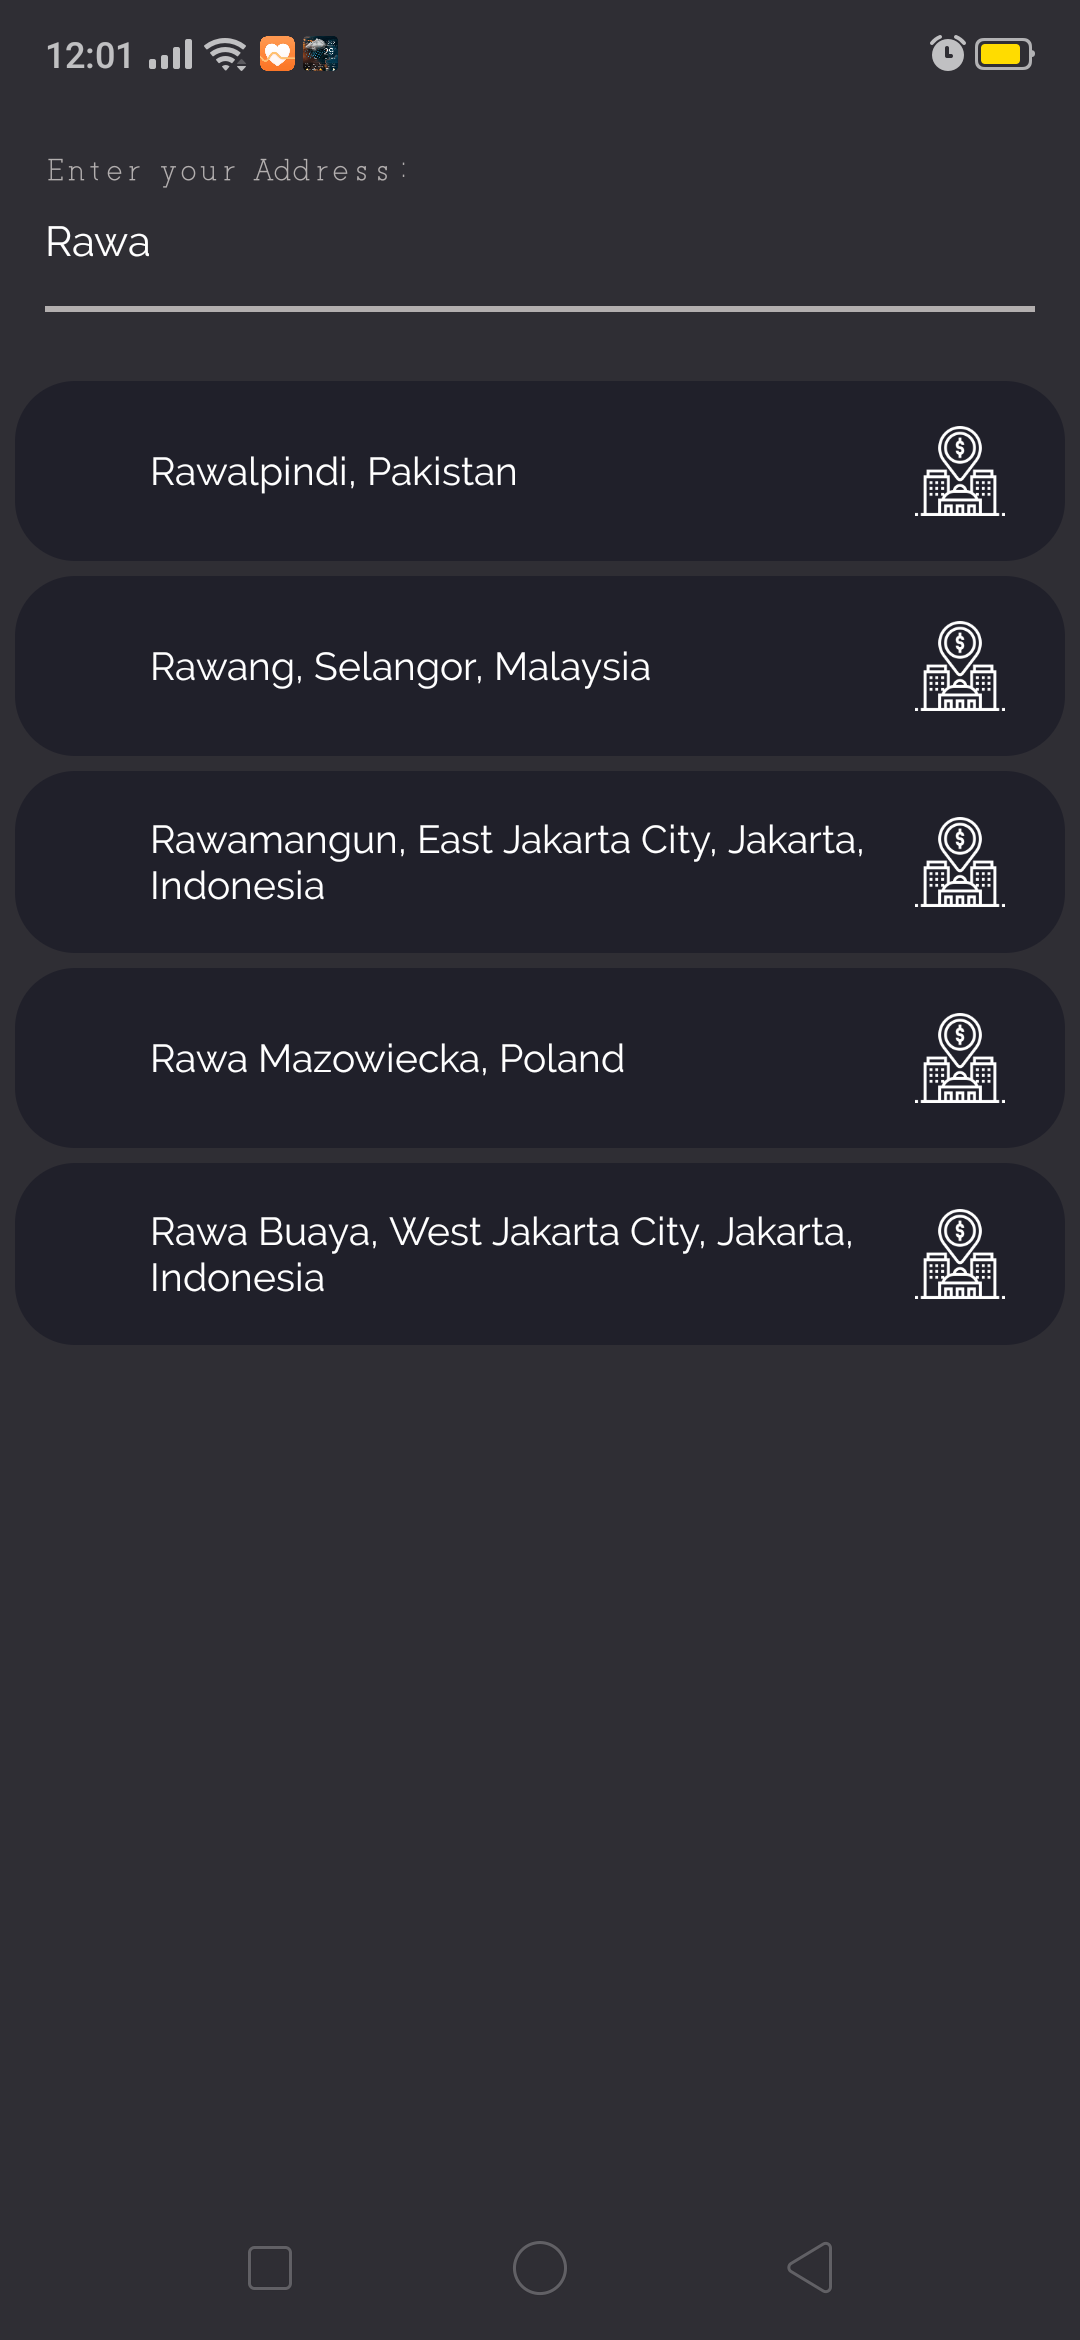 12:01
Enter your Address:
Rawa
Rawalpindi, Pakistan
Rawang, Selangor, Malaysia
Rawamangun, East Jakarta City, Jakarta,
Indonesia
Rawa Mazowiecka, Poland
Rawa Buaya, West Jakarta City, Jakarta,
Indonesia